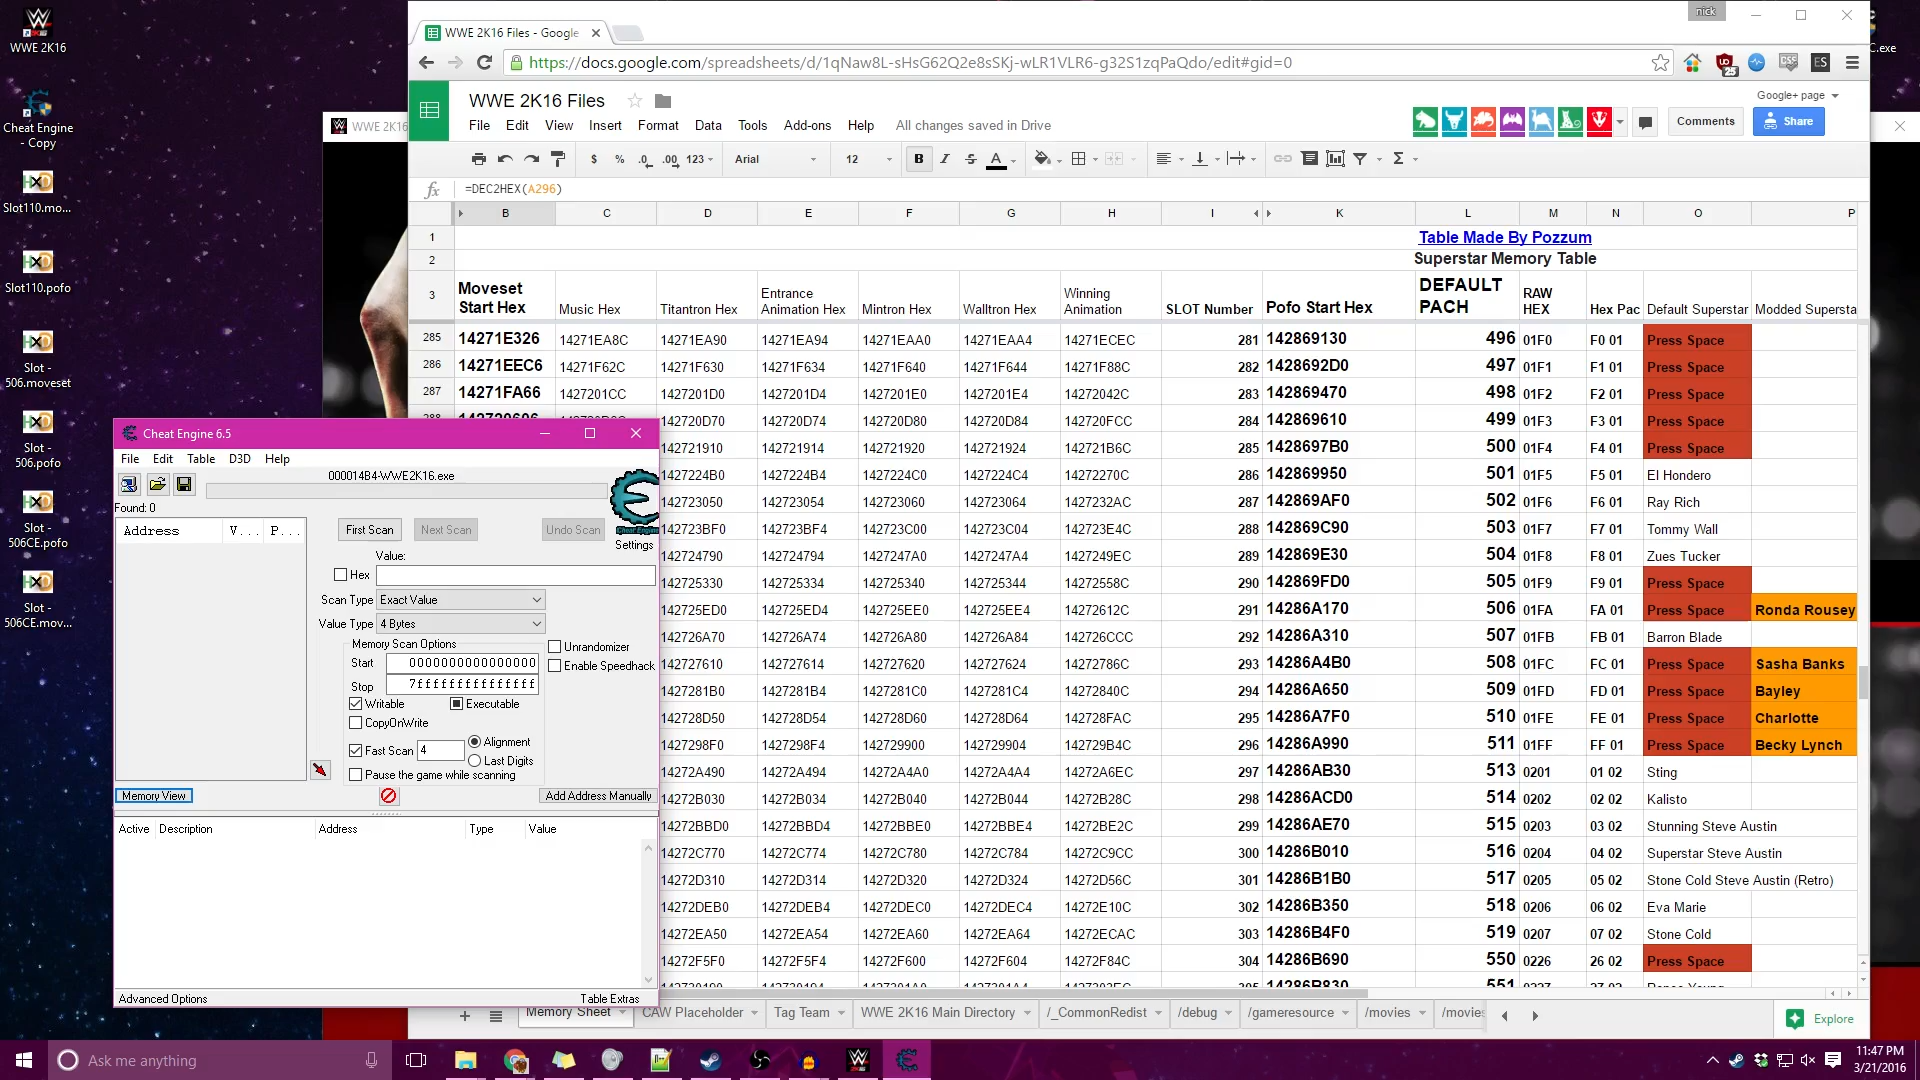 WWE 2K16
Cheat Engine - Copy
Slot110.mo...
Slot110.pofo
Slot - 506.moveset
Slot - 506.pofo
Slot - 506CE.pofo
Slot - 506CE.mov...
WWE 2K16
nick
WWE 2K16 Files - Google
https://docs.google.com/spreadsheets/d/1qNaw8L-sHsG62Q2e8sSKj-wLR1VLR6-g32S1zqPaQdo/edit#gid=0
25
CSS
ES
C.exe
WWE 2K16 Files
Google+ page
File Edit View Insert Format Data Tools Add-ons Help All changes saved in Drive
Comments Share
$ % .0 .00 123 Arial 12 B I S A
fx =DEC2HEX(A296)
B C D E F G H I K L M N O P
1 Table Made By Pozzum
2 Superstar Memory Table
3 Moveset Start Hex Music Hex Titantron Hex Entrance Animation Hex Mintron Hex Walltron Hex Winning Animation SLOT Number Pofo Start Hex DEFAULT PACH RAW HEX Hex Pac Default Superstar Modded Supersta
285 14271E326 14271EA8C 14271EA90 14271EA94 14271EAA0 14271EAA4 14271ECEC 281 142869130 496 01F0 F0 01 Press Space
286 14271EEC6 14271F62C 14271F630 14271F634 14271F640 14271F644 14271F88C 282 1428692D0 497 01F1 F1 01 Press Space
287 14271FA66 1427201CC 1427201D0 1427201D4 1427201E0 1427201E4 14272042C 283 142869470 498 01F2 F2 01 Press Space
142720D70 142720D74 142720D80 142720D84 142720FCC 284 142869610 499 01F3 F3 01 Press Space
142721910 142721914 142721920 142721924 142721B6C 285 1428697B0 500 01F4 F4 01 Press Space
1427224B0 1427224B4 1427224C0 1427224C4 14272270C 286 142869950 501 01F5 F5 01 El Hondero
142723050 142723054 142723060 142723064 1427232AC 287 142869AF0 502 01F6 F6 01 Ray Rich
142723BF0 142723BF4 142723C00 142723C04 142723E4C 288 142869C90 503 01F7 F7 01 Tommy Wall
142724790 142724794 1427247A0 1427247A4 1427249EC 289 142869E30 504 01F8 F8 01 Zues Tucker
142725330 142725334 142725340 142725344 14272558C 290 142869FD0 505 01F9 F9 01 Press Space
142725ED0 142725ED4 142725EE0 142725EE4 14272612C 291 14286A170 506 01FA FA 01 Press Space Ronda Rousey
142726A70 142726A74 142726A80 142726A84 142726CCC 292 14286A310 507 01FB FB 01 Barron Blade
142727610 142727614 142727620 142727624 14272786C 293 14286A4B0 508 01FC FC 01 Press Space Sasha Banks
1427281B0 1427281B4 1427281C0 1427281C4 14272840C 294 14286A650 509 01FD FD 01 Press Space Bayley
142728D50 142728D54 142728D60 142728D64 142728FAC 295 14286A7F0 510 01FE FE 01 Press Space Charlotte
1427298F0 1427298F4 142729900 142729904 142729B4C 296 14286A990 511 01FF FF 01 Press Space Becky Lynch
14272A490 14272A494 14272A4A0 14272A4A4 14272A6EC 297 14286AB30 513 0201 01 02 Sting
14272B030 14272B034 14272B040 14272B044 14272B28C 298 14286ACD0 514 0202 02 02 Kalisto
14272BBD0 14272BBD4 14272BBE0 14272BBE4 14272BE2C 299 14286AE70 515 0203 03 02 Stunning Steve Austin
14272C770 14272C774 14272C780 14272C784 14272C9CC 300 14286B010 516 0204 04 02 Superstar Steve Austin
14272D310 14272D314 14272D320 14272D324 14272D56C 301 14286B1B0 517 0205 05 02 Stone Cold Steve Austin (Retro)
14272DEB0 14272DEB4 14272DEC0 14272DEC4 14272E10C 302 14286B350 518 0206 06 02 Eva Marie
14272EA50 14272EA54 14272EA60 14272EA64 14272ECAC 303 14286B4F0 519 0207 07 02 Stone Cold
14272F5F0 14272F5F4 14272F600 14272F604 14272F84C 304 14286B690 550 0226 26 02 Press Space
Memory Sheet CAW Placeholder Tag Team WWE 2K16 Main Directory /_CommonRedist /debug /gameresource /movies /movies
Explore
Cheat Engine 6.5
File Edit Table D3D Help
000014B4-WWE2K16.exe
Found: 0
Address V... P...
First Scan Next Scan Undo Scan
Cheat Engine
Settings
Value:
Hex
Scan Type Exact Value
Value Type 4 Bytes
Memory Scan Options
Start 0000000000000000
Stop 7fffffffffffffff
Unrandomizer
Enable Speedhack
Writable Executable
CopyOnWrite
Fast Scan 4 Alignment
Last Digits
Pause the game while scanning
Memory View Add Address Manually
Active Description Address Type Value
Advanced Options Table Extras
Ask me anything
11:47 PM
3/21/2016